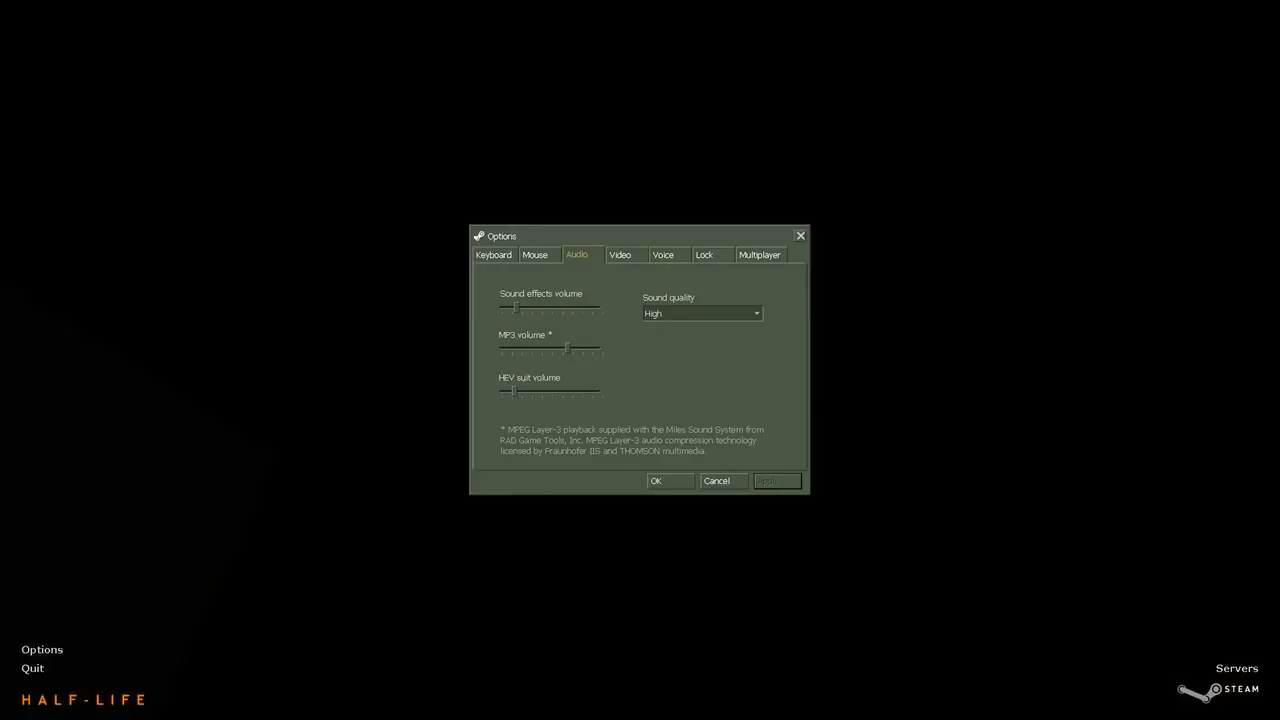 Options
Keyboard Mouse Audio Video Voice Lock Multiplayer
Sound effects volume
Sound quality
High
MP3 volume *
HEV suit volume
* MPEG Layer-3 playback supplied with the Miles Sound System from
RAD Game Tools, Inc. MPEG Layer-3 audio compression technology
licensed by Fraunhofer IIS and THOMSON multimedia.
OK Cancel Apply
Options
Quit
Servers
HALF-LIFE
STEAM